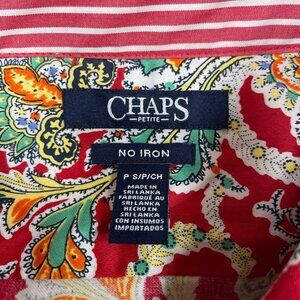 CHAPS
PETITE
NO IRON
P S/P/CH
MADE IN
SRI LANKA
FABRIQUÉ AU
SRI LANKA
HECHO EN
SRI LANKA
CON INSUMOS
IMPORTADOS